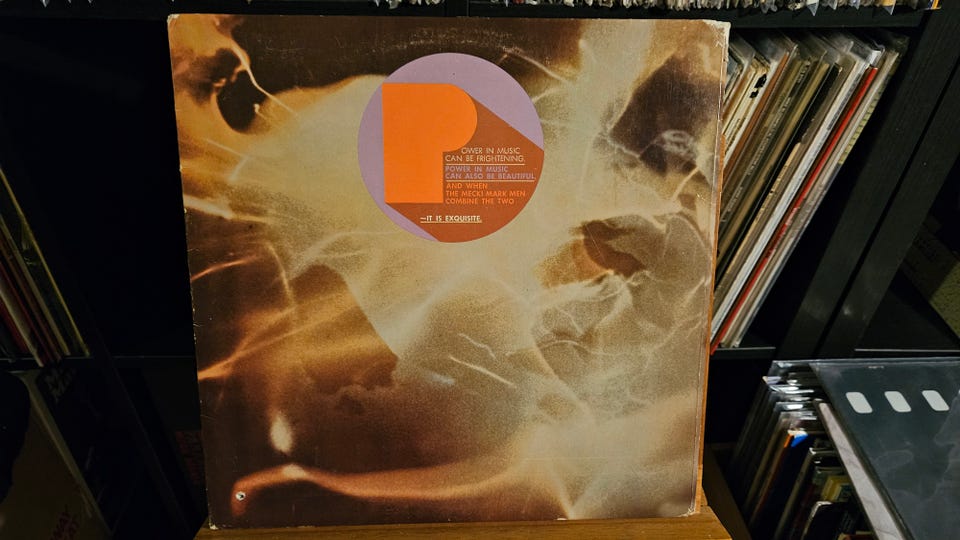 POWER IN MUSIC
CAN BE FRIGHTENING.
POWER IN MUSIC
CAN ALSO BE BEAUTIFUL.
AND WHEN
THE MECKI MARK MEN
COMBINE THE TWO
—IT IS EXQUISITE.